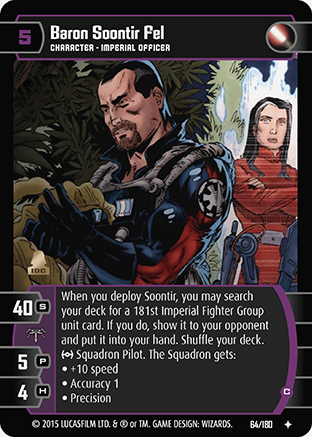 5
Baron Soontir Fel
CHARACTER - IMPERIAL OFFICER
180
40 S
5 P
4 H
When you deploy Soontir, you may search
your deck for a 181st Imperial Fighter Group
unit card. If you do, show it to your opponent
and put it into your hand. Shuffle your deck.
Squadron Pilot. The Squadron gets:
• +10 speed
• Accuracy 1
• Precision
C
© 2015 LUCASFILM LTD. & ® or TM. GAME DESIGN: WIZARDS.
64/180